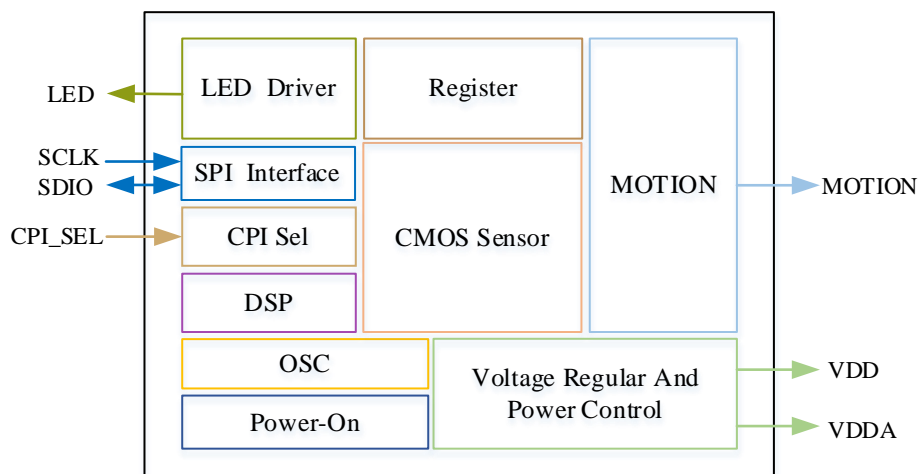 LED Driver
Register
LED
SCLK
SPI Interface
SDIO
MOTION
MOTION
CPI_SEL
CPI Sel
CMOS Sensor
DSP
OSC
Voltage Regular And
Power Control
VDD
Power-On
VDDA